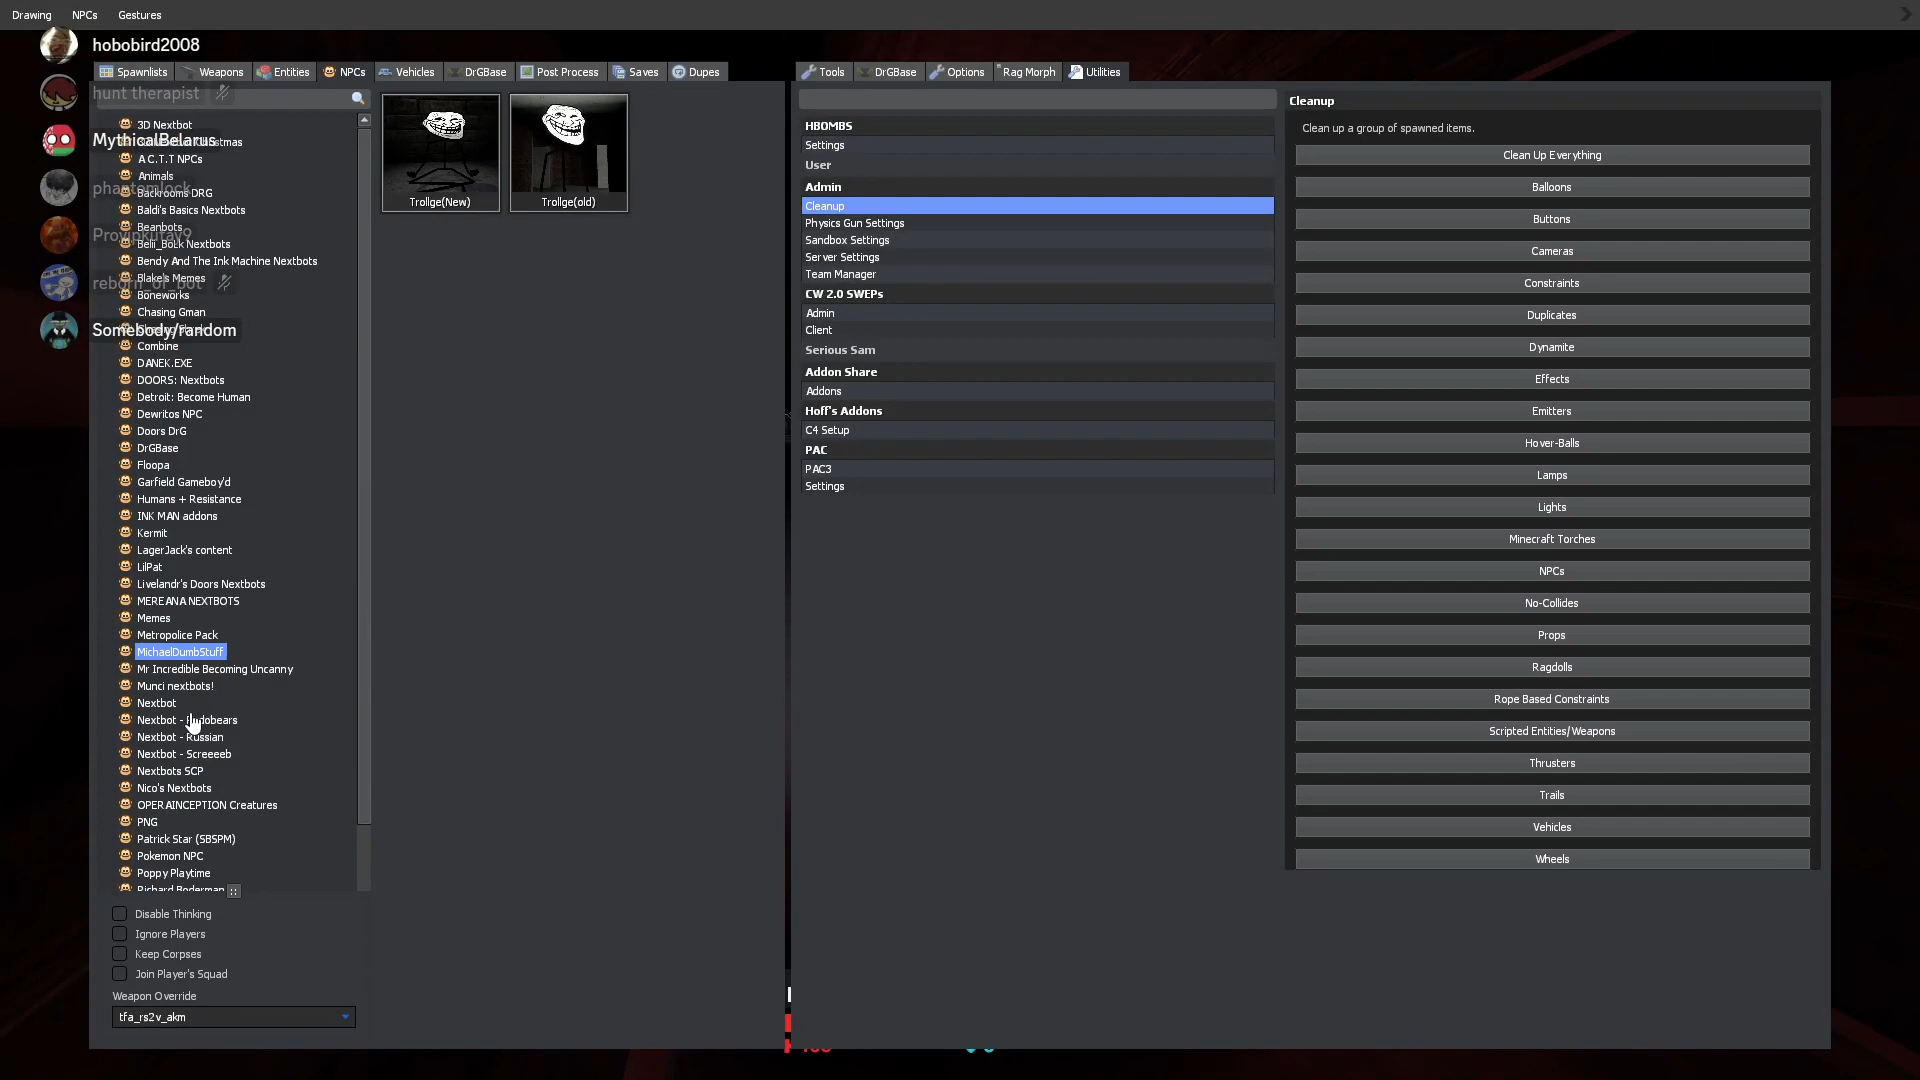 Drawing NPCs Gestures
hobobird2008
Spawnlists Weapons Entities NPCs Vehicles DrGBase Post Process Saves Dupes
hunt therapist
3D Nextbot
MythicalBelarus
A C.T.T NPCs
Animals
phantomlock
Backrooms DRG
Baldi's Basics Nextbots
Beanbots
Provipkutay9
Belii_BoLk Nextbots
Bendy And The Ink Machine Nextbots
Blake's Memes
reborn_of_bot
Boneworks
Chasing Gman
Somebody/random
Combine
DANEK.EXE
DOORS: Nextbots
Detroit: Become Human
Dewritos NPC
Doors DrG
DrGBase
Floopa
Garfield Gameboy'd
Humans + Resistance
INK MAN addons
Kermit
LagerJack's content
LilPat
Livelandr's Doors Nextbots
MEREANA NEXTBOTS
Memes
Metropolice Pack
MichaelDumbStuff
Mr Incredible Becoming Uncanny
Munci nextbots!
Nextbot
Nextbot - Russian
Nextbot - Screeeeb
Nextbots SCP
Nico's Nextbots
OPERAINCEPTION Creatures
PNG
Patrick Star (SBSPM)
Pokemon NPC
Poppy Playtime
Richard Boderman
Disable Thinking
Ignore Players
Keep Corpses
Join Player's Squad
Weapon Override
tfa_rs2v_akm
Trollge(New)
Trollge(old)
Tools DrGBase Options Rag Morph Utilities
HBOMBS
Settings
User
Admin
Cleanup
Physics Gun Settings
Sandbox Settings
Server Settings
Team Manager
CW 2.0 SWEPs
Admin
Client
Serious Sam
Addon Share
Addons
Hoff's Addons
C4 Setup
PAC
PAC3
Settings
Cleanup
Clean up a group of spawned items.
Clean Up Everything
Balloons
Buttons
Cameras
Constraints
Duplicates
Dynamite
Effects
Emitters
Hover-Balls
Lamps
Lights
Minecraft Torches
NPCs
No-Collides
Props
Ragdolls
Rope Based Constraints
Scripted Entities/Weapons
Thrusters
Trails
Vehicles
Wheels